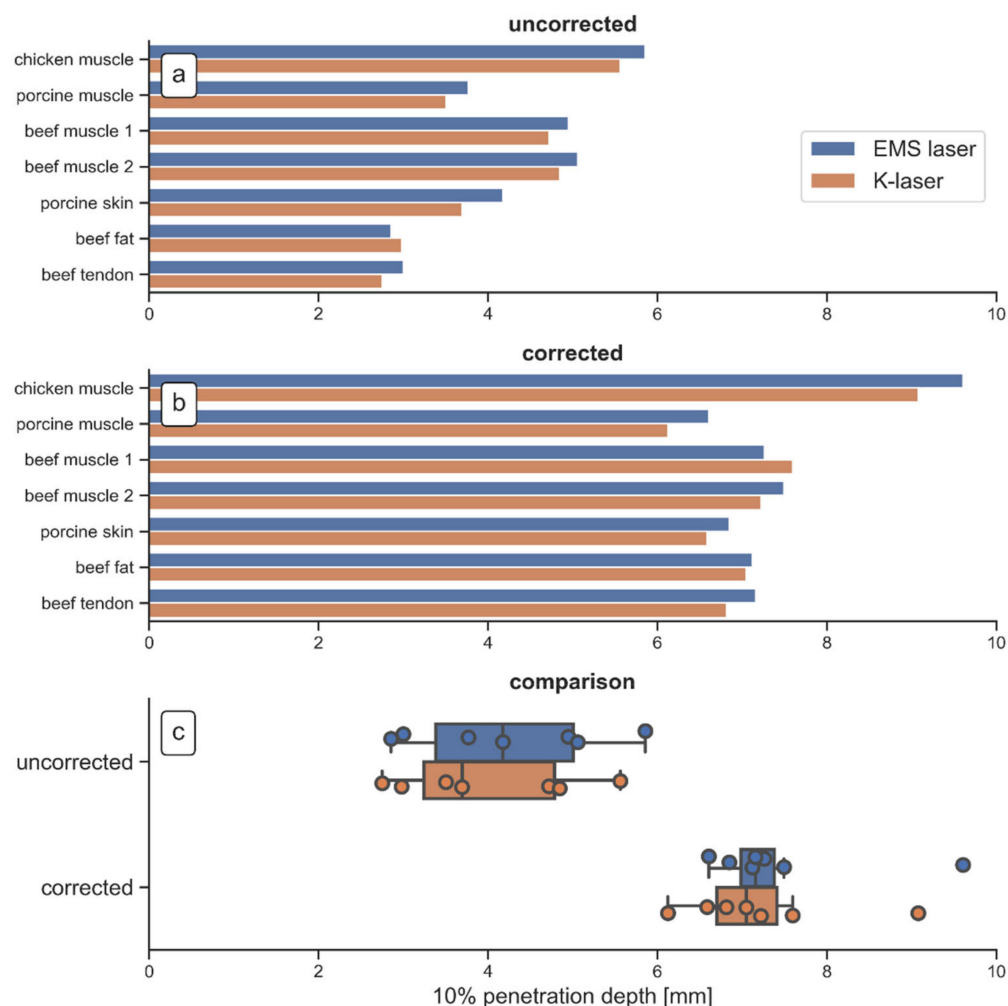 uncorrected
a
chicken muscle
porcine muscle
beef muscle 1
beef muscle 2
porcine skin
beef fat
beef tendon
EMS laser
K-laser
0 2 4 6 8 10
corrected
b
chicken muscle
porcine muscle
beef muscle 1
beef muscle 2
porcine skin
beef fat
beef tendon
0 2 4 6 8 10
comparison
c
uncorrected
corrected
0 2 4 6 8 10
10% penetration depth [mm]